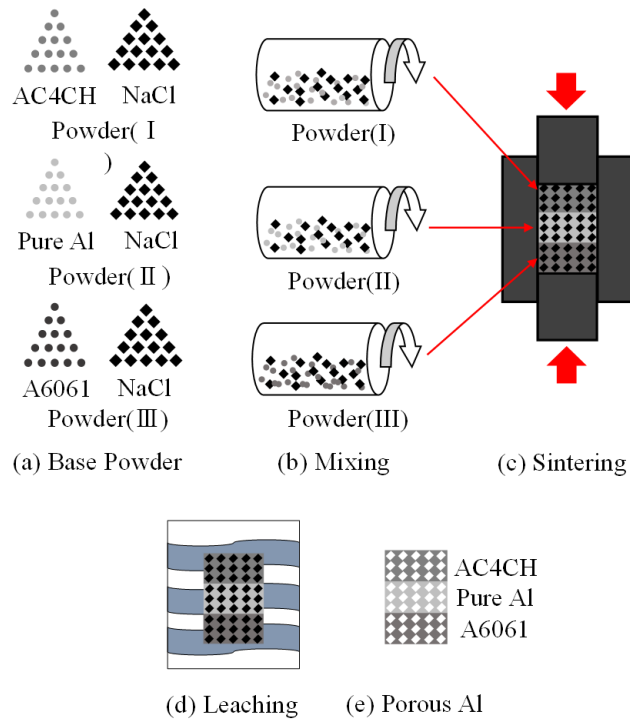 AC4CH NaCl
Powder( Ⅰ
)
Pure Al NaCl
Powder(Ⅱ)
A6061 NaCl
Powder(Ⅲ)
(a) Base Powder
Powder(I)
Powder(II)
Powder(III)
(b) Mixing
(c) Sintering
(d) Leaching
AC4CH
Pure Al
A6061
(e) Porous Al